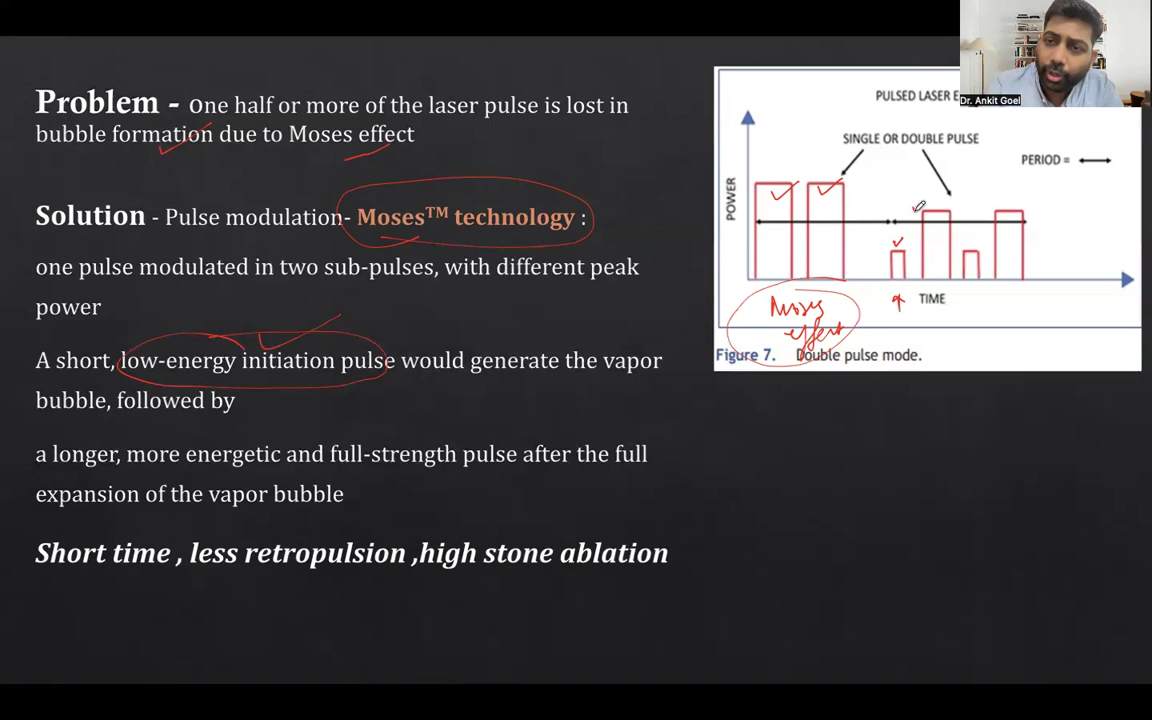 Problem - One half or more of the laser pulse is lost in
bubble formation due to Moses effect
Solution - Pulse modulation- Moses™ technology :
one pulse modulated in two sub-pulses, with different peak
power
A short, low-energy initiation pulse would generate the vapor
bubble, followed by
a longer, more energetic and full-strength pulse after the full
expansion of the vapor bubble
Short time , less retropulsion ,high stone ablation
Dr. Ankit Goel
PULSED LASER
SINGLE OR DOUBLE PULSE
PERIOD =
POWER
TIME
Moses
effect
Figure 7. Double pulse mode.